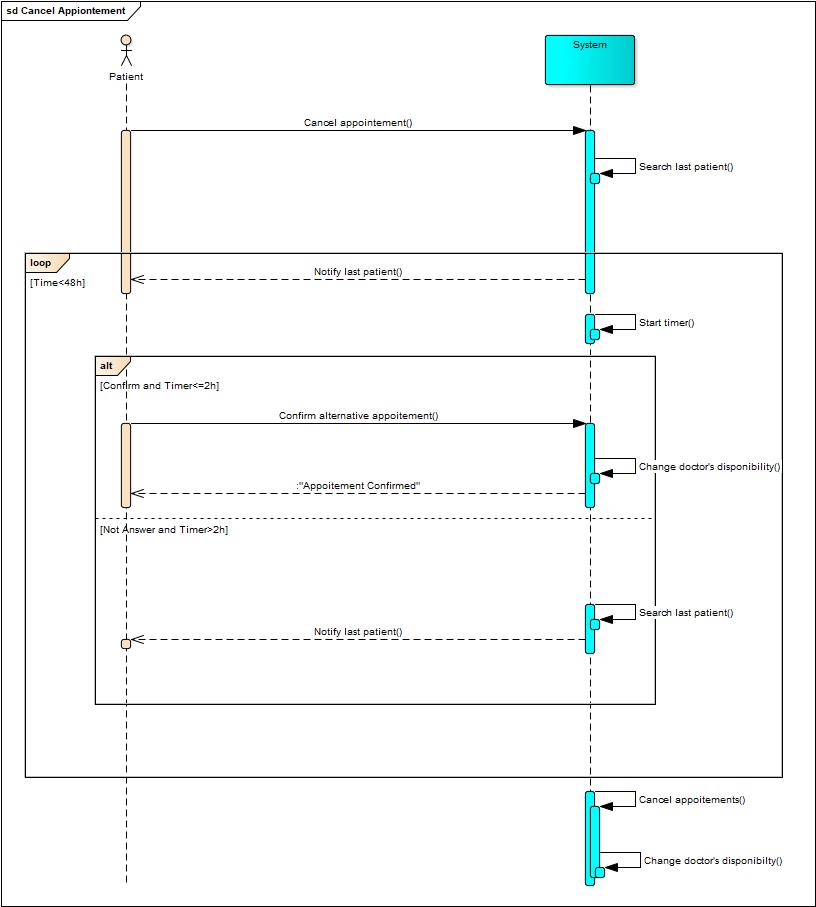 sd Cancel Appiontement
System
Patient
Cancel appointement()
Search last patient()
loop
Notify last patient()
[Time<48h]
Start timer()
alt
[Confirm and Timer<=2h]
Confirm alternative appoitement()
Change doctor's disponibility()
:"Appoitement Confirmed"
[Not Answer and Timer>2h]
Search last patient()
Notify last patient()
Cancel appoitements()
Change doctor's disponibilty()